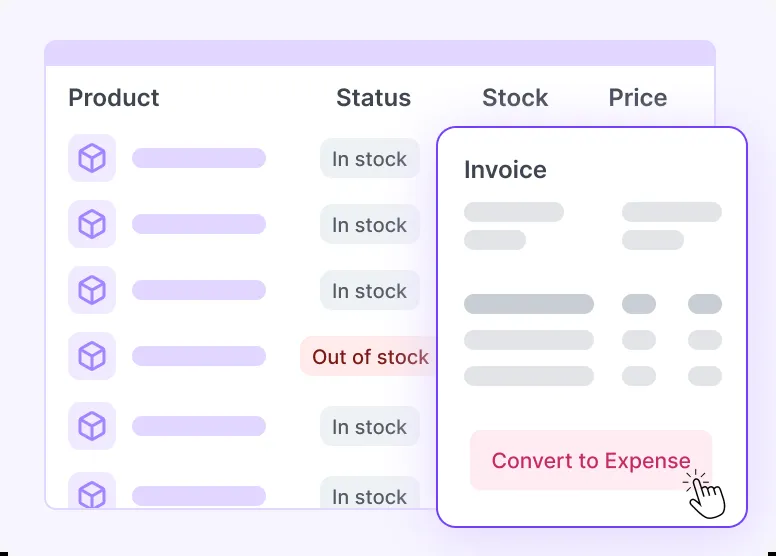 Product Status Stock Price
In stock
In stock
In stock
Out of stock
In stock
In stock
Invoice
Convert to Expense